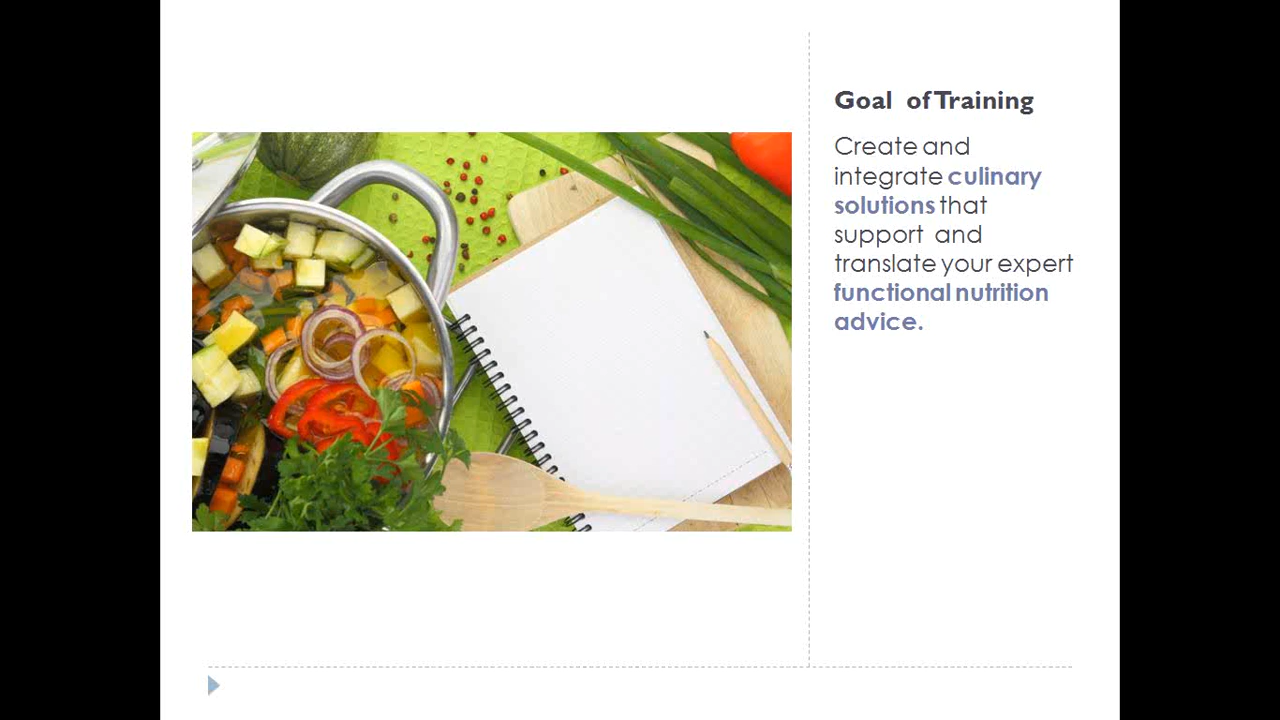 Goal of Training
Create and
integrate culinary
solutions that
support and
translate your expert
functional nutrition
advice.